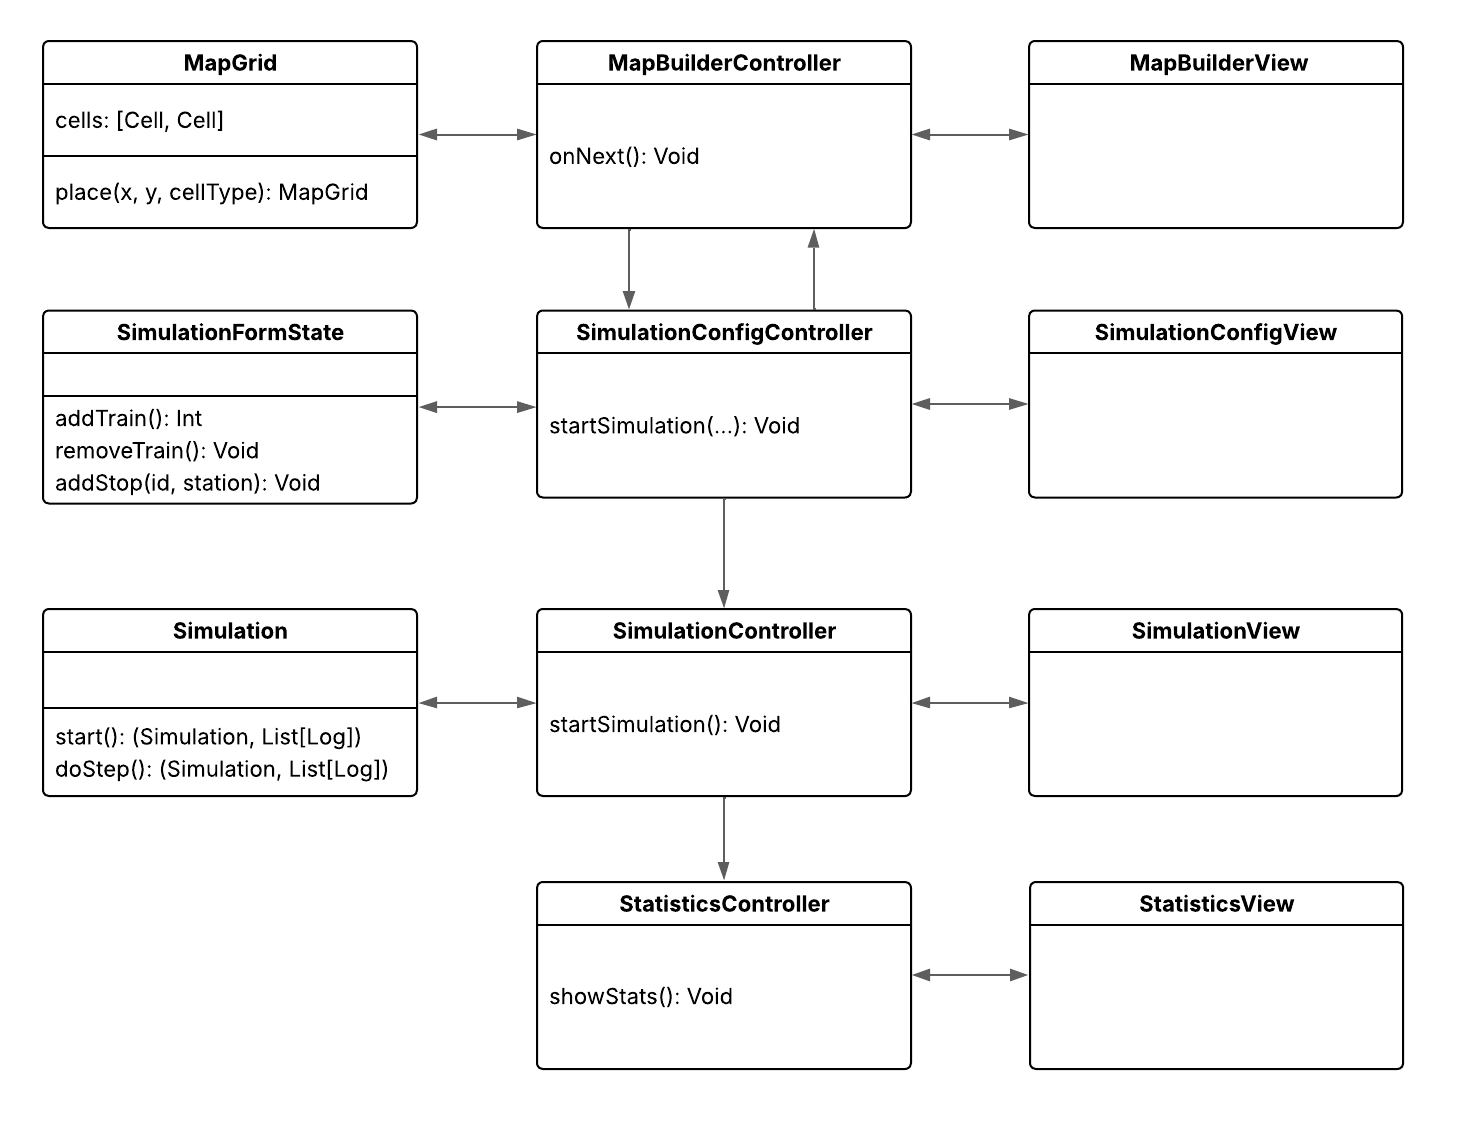 MapGrid
cells: [Cell, Cell]
place(x, y, cellType): MapGrid
MapBuilderController
onNext(): Void
MapBuilderView
SimulationFormState
addTrain(): Int
removeTrain(): Void
addStop(id, station): Void
SimulationConfigController
startSimulation(...): Void
SimulationConfigView
Simulation
start(): (Simulation, List[Log])
doStep(): (Simulation, List[Log])
SimulationController
startSimulation(): Void
SimulationView
StatisticsController
showStats(): Void
StatisticsView